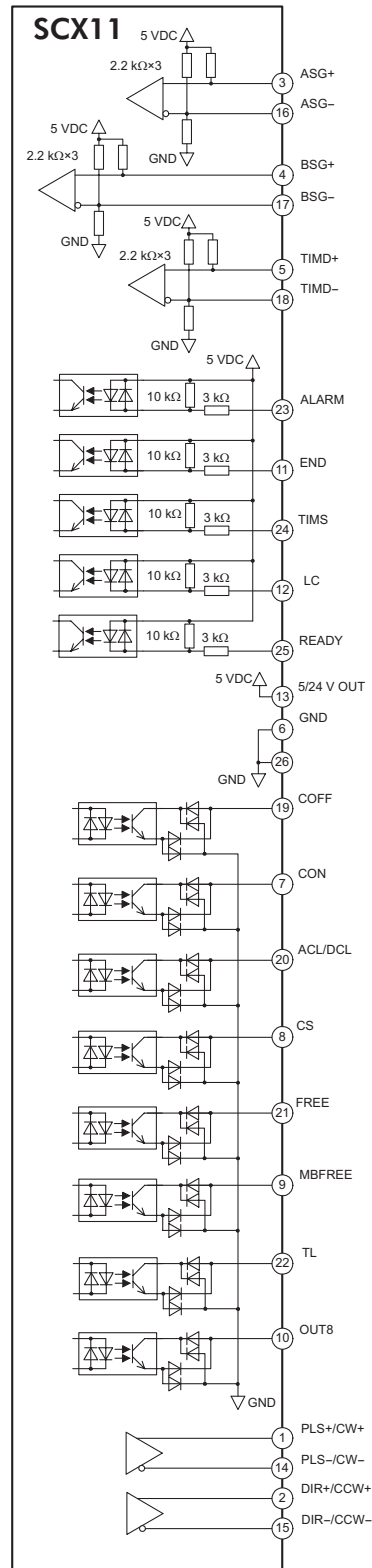 SCX11
5 VDC
2.2 kΩ×3
3 ASG+
16 ASG−
GND
5 VDC
2.2 kΩ×3
4 BSG+
17 BSG−
GND
5 VDC
2.2 kΩ×3
5 TIMD+
18 TIMD−
GND
5 VDC
10 kΩ 3 kΩ 23 ALARM
10 kΩ 3 kΩ 11 END
10 kΩ 3 kΩ 24 TIMS
10 kΩ 3 kΩ 12 LC
10 kΩ 3 kΩ 25 READY
5 VDC 13 5/24 V OUT
6 GND
26
GND
19 COFF
7 CON
20 ACL/DCL
8 CS
21 FREE
9 MBFREE
22 TL
10 OUT8
GND
1 PLS+/CW+
14 PLS−/CW−
2 DIR+/CCW+
15 DIR−/CCW−